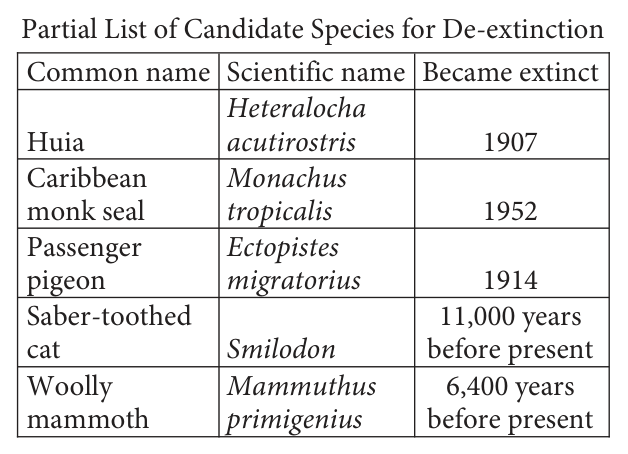 Partial List of Candidate Species for De-extinction
Common name Scientific name Became extinct
Huia Heteralocha acutirostris 1907
Caribbean monk seal Monachus tropicalis 1952
Passenger pigeon Ectopistes migratorius 1914
Saber-toothed cat Smilodon 11,000 years before present
Woolly mammoth Mammuthus primigenius 6,400 years before present